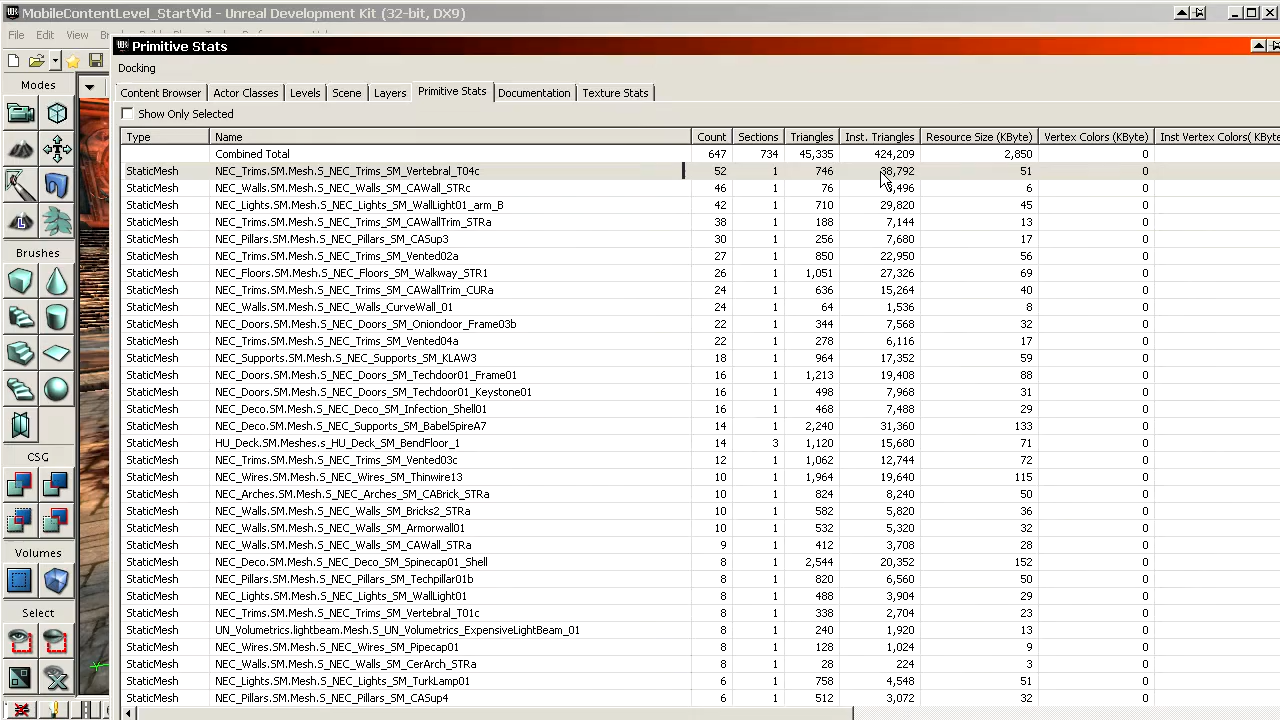 MobileContentLevel_StartVid - Unreal Development Kit (32-bit, DX9)
File Edit View
Primitive Stats
Docking
Modes
Content Browser Actor Classes Levels Scene Layers Primitive Stats Documentation Texture Stats
Show Only Selected
Type Name Count Sections Triangles Inst. Triangles Resource Size (KByte) Vertex Colors (KByte) Inst Vertex Colors( KByt
Combined Total 647 734 45,335 424,209 2,850 0
StaticMesh NEC_Trims.SM.Mesh.S_NEC_Trims_SM_Vertebral_T04c 52 1 746 38,792 51 0
StaticMesh NEC_Walls.SM.Mesh.S_NEC_Walls_SM_CAWall_STRc 46 1 76 3,496 6 0
StaticMesh NEC_Lights.SM.Mesh.S_NEC_Lights_SM_WallLight01_arm_B 42 1 710 29,820 45 0
StaticMesh NEC_Trims.SM.Mesh.S_NEC_Trims_SM_CAWallTrim_STRa 38 1 188 7,144 13 0
StaticMesh NEC_Pillars.SM.Mesh.S_NEC_Pillars_SM_CASup3 30 1 256 7,680 17 0
StaticMesh NEC_Trims.SM.Mesh.S_NEC_Trims_SM_Vented02a 27 1 850 22,950 56 0
StaticMesh NEC_Floors.SM.Mesh.S_NEC_Floors_SM_Walkway_STR1 26 1 1,051 27,326 69 0
StaticMesh NEC_Trims.SM.Mesh.S_NEC_Trims_SM_CAWallTrim_CURa 24 1 636 15,264 40 0
StaticMesh NEC_Walls.SM.Mesh.S_NEC_Walls_SM_CurveWall_01 24 1 64 1,536 8 0
StaticMesh NEC_Doors.SM.Mesh.S_NEC_Doors_SM_Oniondoor_Frame03b 22 1 344 7,568 32 0
StaticMesh NEC_Trims.SM.Mesh.S_NEC_Trims_SM_Vented04a 22 1 278 6,116 17 0
StaticMesh NEC_Supports.SM.Mesh.S_NEC_Supports_SM_KLAW3 18 1 964 17,352 59 0
StaticMesh NEC_Doors.SM.Mesh.S_NEC_Doors_SM_Techdoor01_Frame01 16 1 1,213 19,408 88 0
StaticMesh NEC_Doors.SM.Mesh.S_NEC_Doors_SM_Techdoor01_Keystone01 16 1 498 7,968 31 0
StaticMesh NEC_Deco.SM.Mesh.S_NEC_Deco_SM_Infection_Shell01 16 1 468 7,488 29 0
StaticMesh NEC_Deco.SM.Mesh.S_NEC_Supports_SM_BabelSpireA7 14 1 2,240 31,360 133 0
StaticMesh HU_Deck.SM.Meshes.s_HU_Deck_SM_BendFloor_1 14 3 1,120 15,680 71 0
StaticMesh NEC_Trims.SM.Mesh.S_NEC_Trims_SM_Vented03c 12 1 1,062 12,744 72 0
StaticMesh NEC_Wires.SM.Mesh.S_NEC_Wires_SM_Thinwire13 10 1 1,964 19,640 115 0
StaticMesh NEC_Arches.SM.Mesh.S_NEC_Arches_SM_CABrick_STRa 10 1 824 8,240 50 0
StaticMesh NEC_Walls.SM.Mesh.S_NEC_Walls_SM_Bricks2_STRa 10 1 582 5,820 36 0
StaticMesh NEC_Walls.SM.Mesh.S_NEC_Walls_SM_Armorwall01 10 1 532 5,320 32 0
StaticMesh NEC_Walls.SM.Mesh.S_NEC_Walls_SM_CAWall_STRa 9 1 412 3,708 28 0
StaticMesh NEC_Deco.SM.Mesh.S_NEC_Deco_SM_Spinecap01_Shell 8 1 2,544 20,352 152 0
StaticMesh NEC_Pillars.SM.Mesh.S_NEC_Pillars_SM_Techpillar01b 8 1 820 6,560 50 0
StaticMesh NEC_Lights.SM.Mesh.S_NEC_Lights_SM_WallLight01 8 1 488 3,904 29 0
StaticMesh NEC_Trims.SM.Mesh.S_NEC_Trims_SM_Vertebral_T01c 8 1 338 2,704 23 0
StaticMesh UN_Volumetrics.lightbeam.Mesh.S_UN_Volumetrics_ExpensiveLightBeam_01 8 1 240 1,920 13 0
StaticMesh NEC_Wires.SM.Mesh.S_NEC_Wires_SM_Pipecap01 8 1 128 1,024 9 0
StaticMesh NEC_Walls.SM.Mesh.S_NEC_Walls_SM_CerArch_STRa 8 1 28 224 3 0
StaticMesh NEC_Lights.SM.Mesh.S_NEC_Lights_SM_TurkLamp01 6 1 758 4,548 51 0
StaticMesh NEC_Pillars.SM.Mesh.S_NEC_Pillars_SM_CASup4 6 1 512 3,072 32 0
Brushes
CSG
Volumes
Select